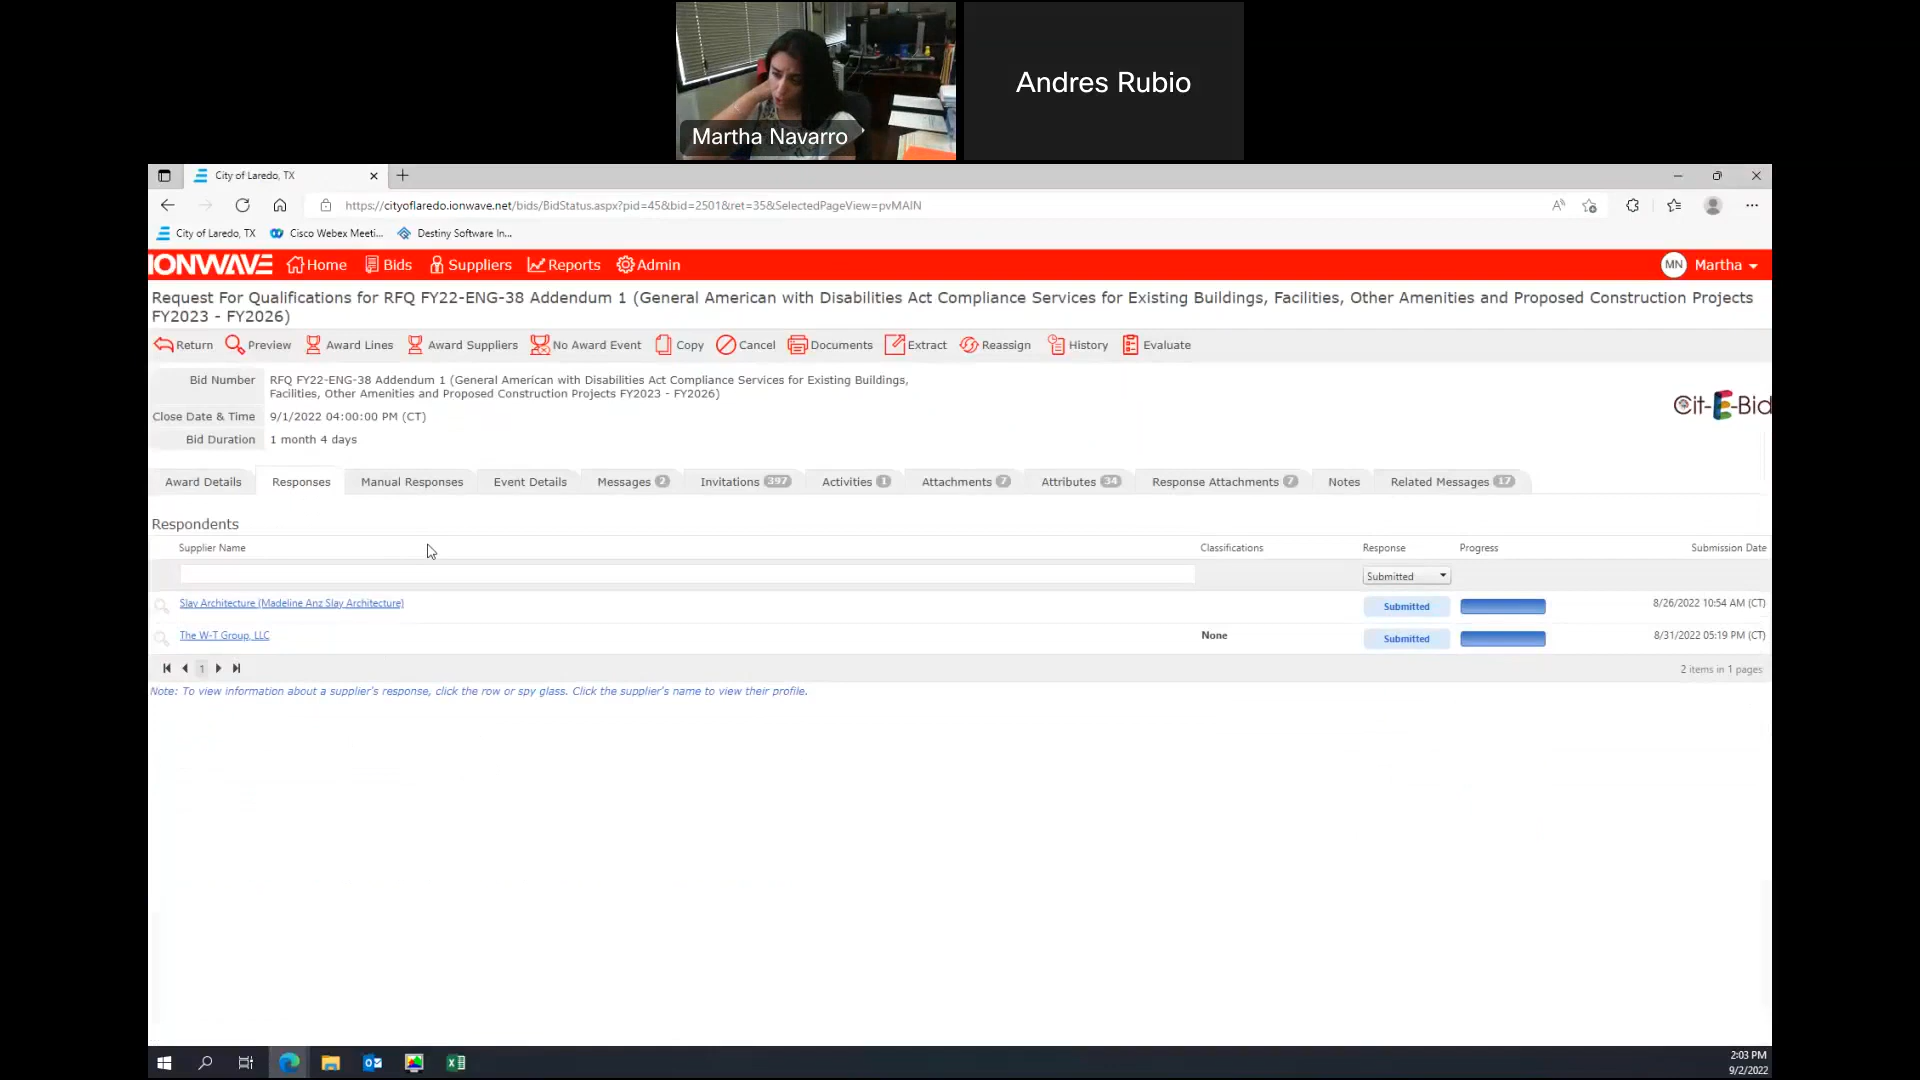 Martha Navarro
Andres Rubio
City of Laredo, TX
https://cityoflaredo.ionwave.net/bids/BidStatus.aspx?pid=45&bid=2501&ret=35&SelectedPageView=pvMAIN
City of Laredo, TX Cisco Webex Meeti... Destiny Software In...
IONWAVE Home Bids Suppliers Reports Admin MN Martha
Request For Qualifications for RFQ FY22-ENG-38 Addendum 1 (General American with Disabilities Act Compliance Services for Existing Buildings, Facilities, Other Amenities and Proposed Construction Projects
FY2023 - FY2026)
Return Preview Award Lines Award Suppliers No Award Event Copy Cancel Documents Extract Reassign History Evaluate
Bid Number RFQ FY22-ENG-38 Addendum 1 (General American with Disabilities Act Compliance Services for Existing Buildings,
Facilities, Other Amenities and Proposed Construction Projects FY2023 - FY2026)
Cit-E-Bid
Close Date & Time 9/1/2022 04:00:00 PM (CT)
Bid Duration 1 month 4 days
Award Details Responses Manual Responses Event Details Messages 2 Invitations 397 Activities 1 Attachments 7 Attributes 34 Response Attachments 7 Notes Related Messages 17
Respondents
Supplier Name Classifications Response Progress Submission Date
Submitted
Slay Architecture (Madeline Anz Slay Architecture) Submitted 8/26/2022 10:54 AM (CT)
The W-T Group, LLC None Submitted 8/31/2022 05:19 PM (CT)
1 2 items in 1 pages
Note: To view information about a supplier's response, click the row or spy glass. Click the supplier's name to view their profile.
2:03 PM
9/2/2022